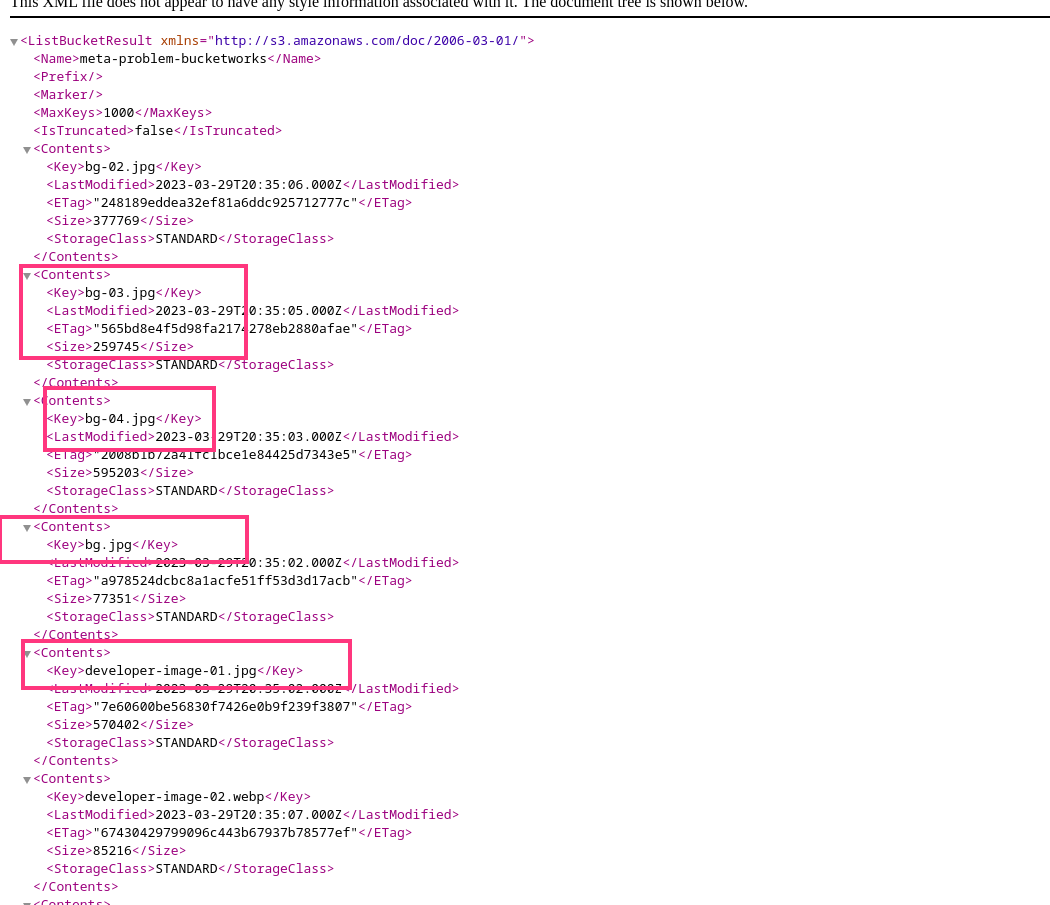 This XML file does not appear to have any style information associated with it. The document tree is shown below.
<ListBucketResult xmlns="http://s3.amazonaws.com/doc/2006-03-01/">
<Name>meta-problem-bucketworks</Name>
<Prefix/>
<Marker/>
<MaxKeys>1000</MaxKeys>
<IsTruncated>false</IsTruncated>
<Contents>
<Key>bg-02.jpg</Key>
<LastModified>2023-03-29T20:35:06.000Z</LastModified>
<ETag>"248189eddea32ef81a6ddc925712777c"</ETag>
<Size>377769</Size>
<StorageClass>STANDARD</StorageClass>
</Contents>
<Contents>
<Key>bg-03.jpg</Key>
<LastModified>2023-03-29T20:35:05.000Z</LastModified>
<ETag>"565bd8e4f5d98fa2174278eb2880afae"</ETag>
<Size>259745</Size>
<StorageClass>STANDARD</StorageClass>
</Contents>
<Contents>
<Key>bg-04.jpg</Key>
<LastModified>2023-03-29T20:35:03.000Z</LastModified>
<ETag>"2008b1b72a41fc1bce1e84425d7343e5"</ETag>
<Size>595203</Size>
<StorageClass>STANDARD</StorageClass>
</Contents>
<Contents>
<Key>bg.jpg</Key>
<LastModified>2023-03-29T20:35:02.000Z</LastModified>
<ETag>"a978524dcbc8a1acfe51ff53d3d17acb"</ETag>
<Size>77351</Size>
<StorageClass>STANDARD</StorageClass>
</Contents>
<Contents>
<Key>developer-image-01.jpg</Key>
<LastModified>2023-03-29T20:35:02.000Z</LastModified>
<ETag>"7e60600be56830f7426e0b9f239f3807"</ETag>
<Size>570402</Size>
<StorageClass>STANDARD</StorageClass>
</Contents>
<Contents>
<Key>developer-image-02.webp</Key>
<LastModified>2023-03-29T20:35:07.000Z</LastModified>
<ETag>"67430429799096c443b67937b78577ef"</ETag>
<Size>85216</Size>
<StorageClass>STANDARD</StorageClass>
</Contents>
<Contents>